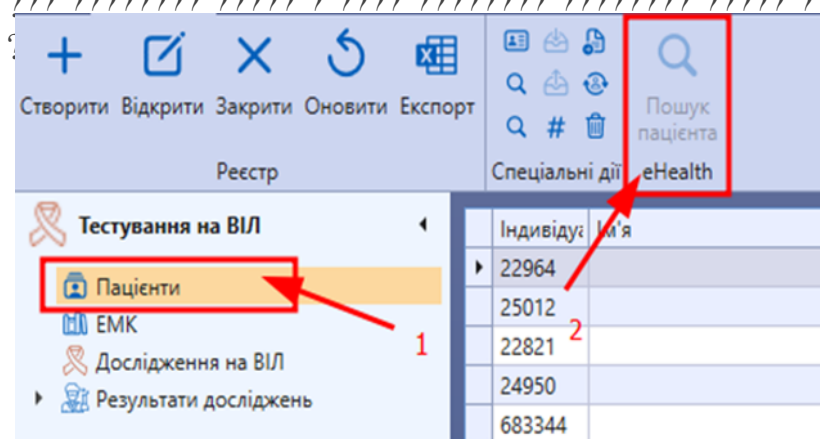 Створити Відкрити Закрити Оновити Експорт
Реєстр
Пошук
пацієнта
Спеціальні дії
eHealth
Тестування на ВІЛ
Пацієнти
ЕМК
Дослідження на ВІЛ
Результати досліджень
1
Індивідуа Ім'я
22964
25012
22821
24950
683344
2